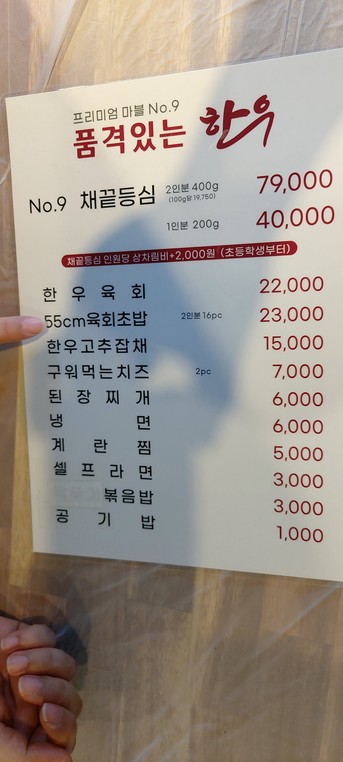 프리미엄 마블 No.9
품격있는 한우
No.9 채끝등심 2인분 400g 79,000
(100g당 19,750)
1인분 200g 40,000
채끝등심 인원당 상차림비+2,000원 (초등학생부터)
한우육회 22,000
55cm육회초밥 2인분 16pc 23,000
한우고추잡채 15,000
구워먹는치즈 2pc 7,000
된장찌개 6,000
냉면 6,000
계란찜 5,000
셀프라면 3,000
볶음밥 3,000
공기밥 1,000